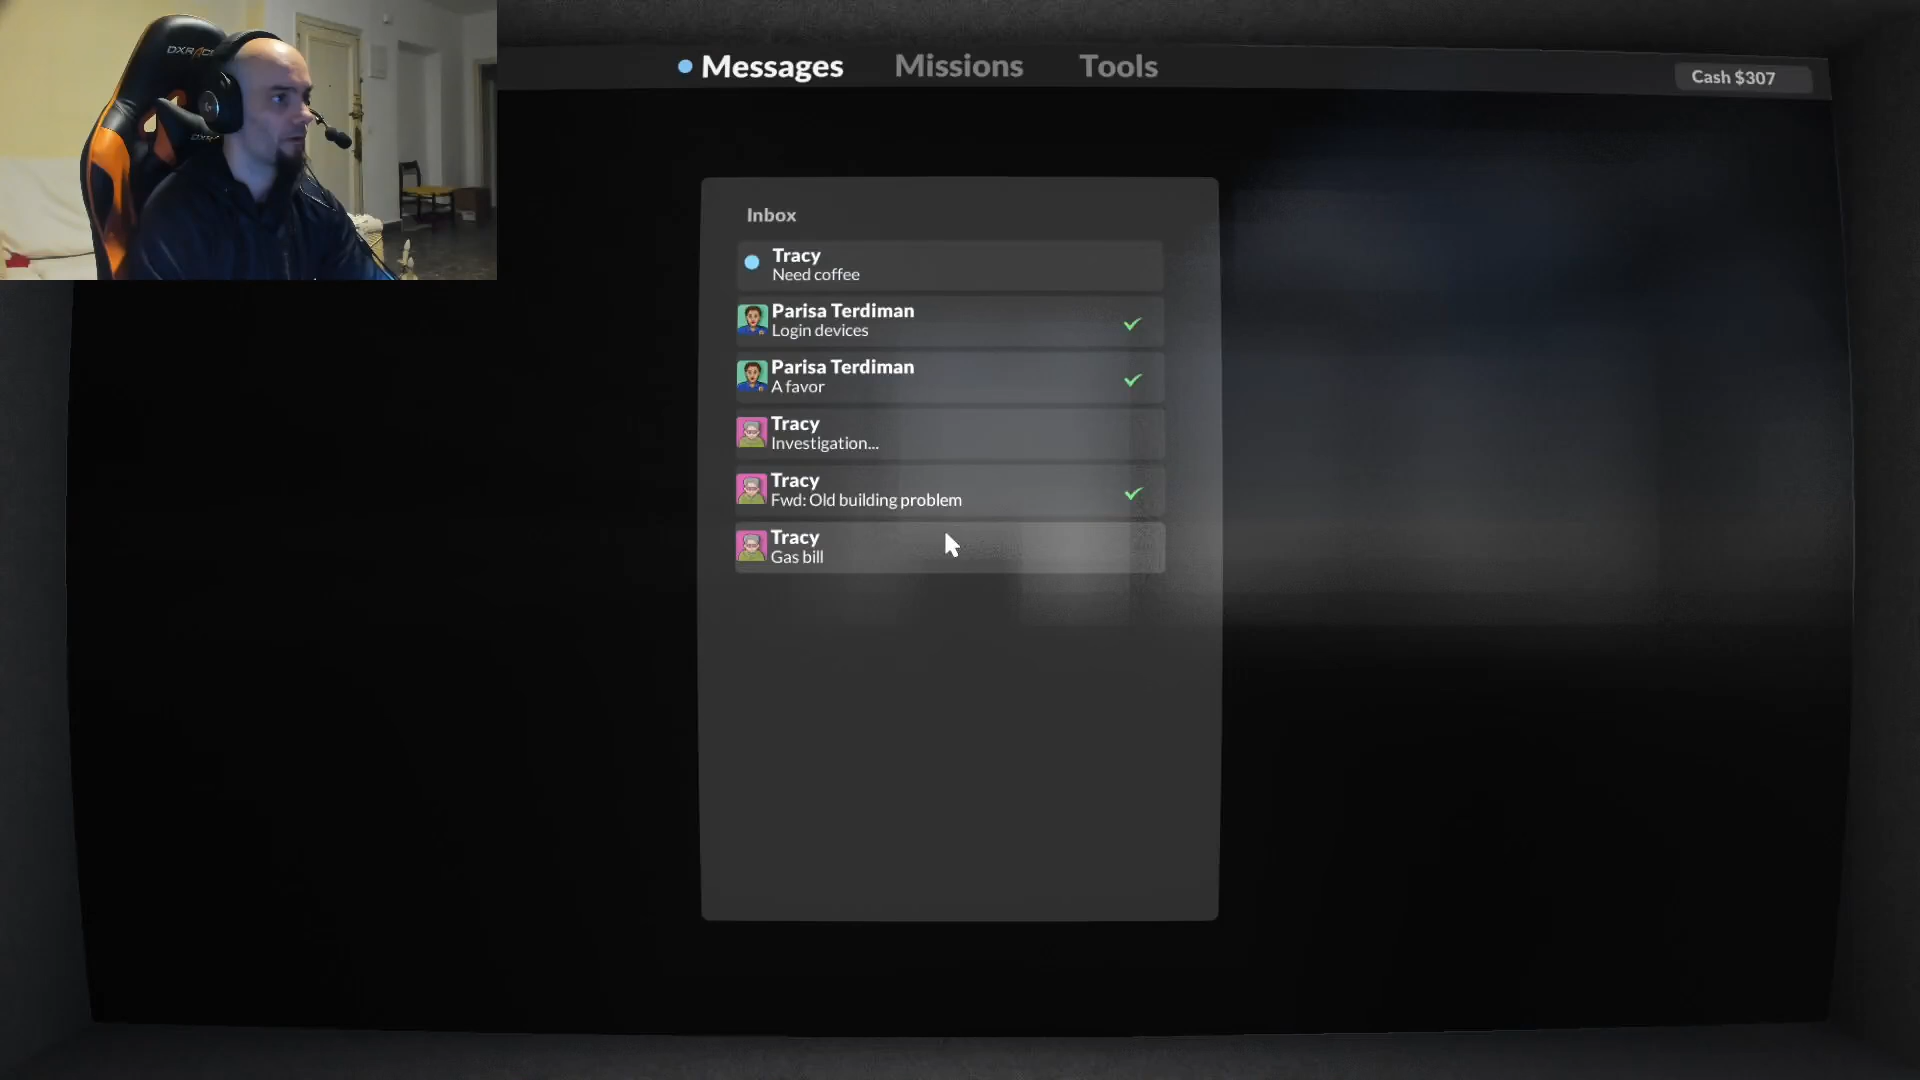 Messages
Missions
Tools
Cash $307
Inbox
Tracy
Need coffee
Parisa Terdiman
Login devices
Parisa Terdiman
A favor
Tracy
Investigation...
Tracy
Fwd: Old building problem
Tracy
Gas bill